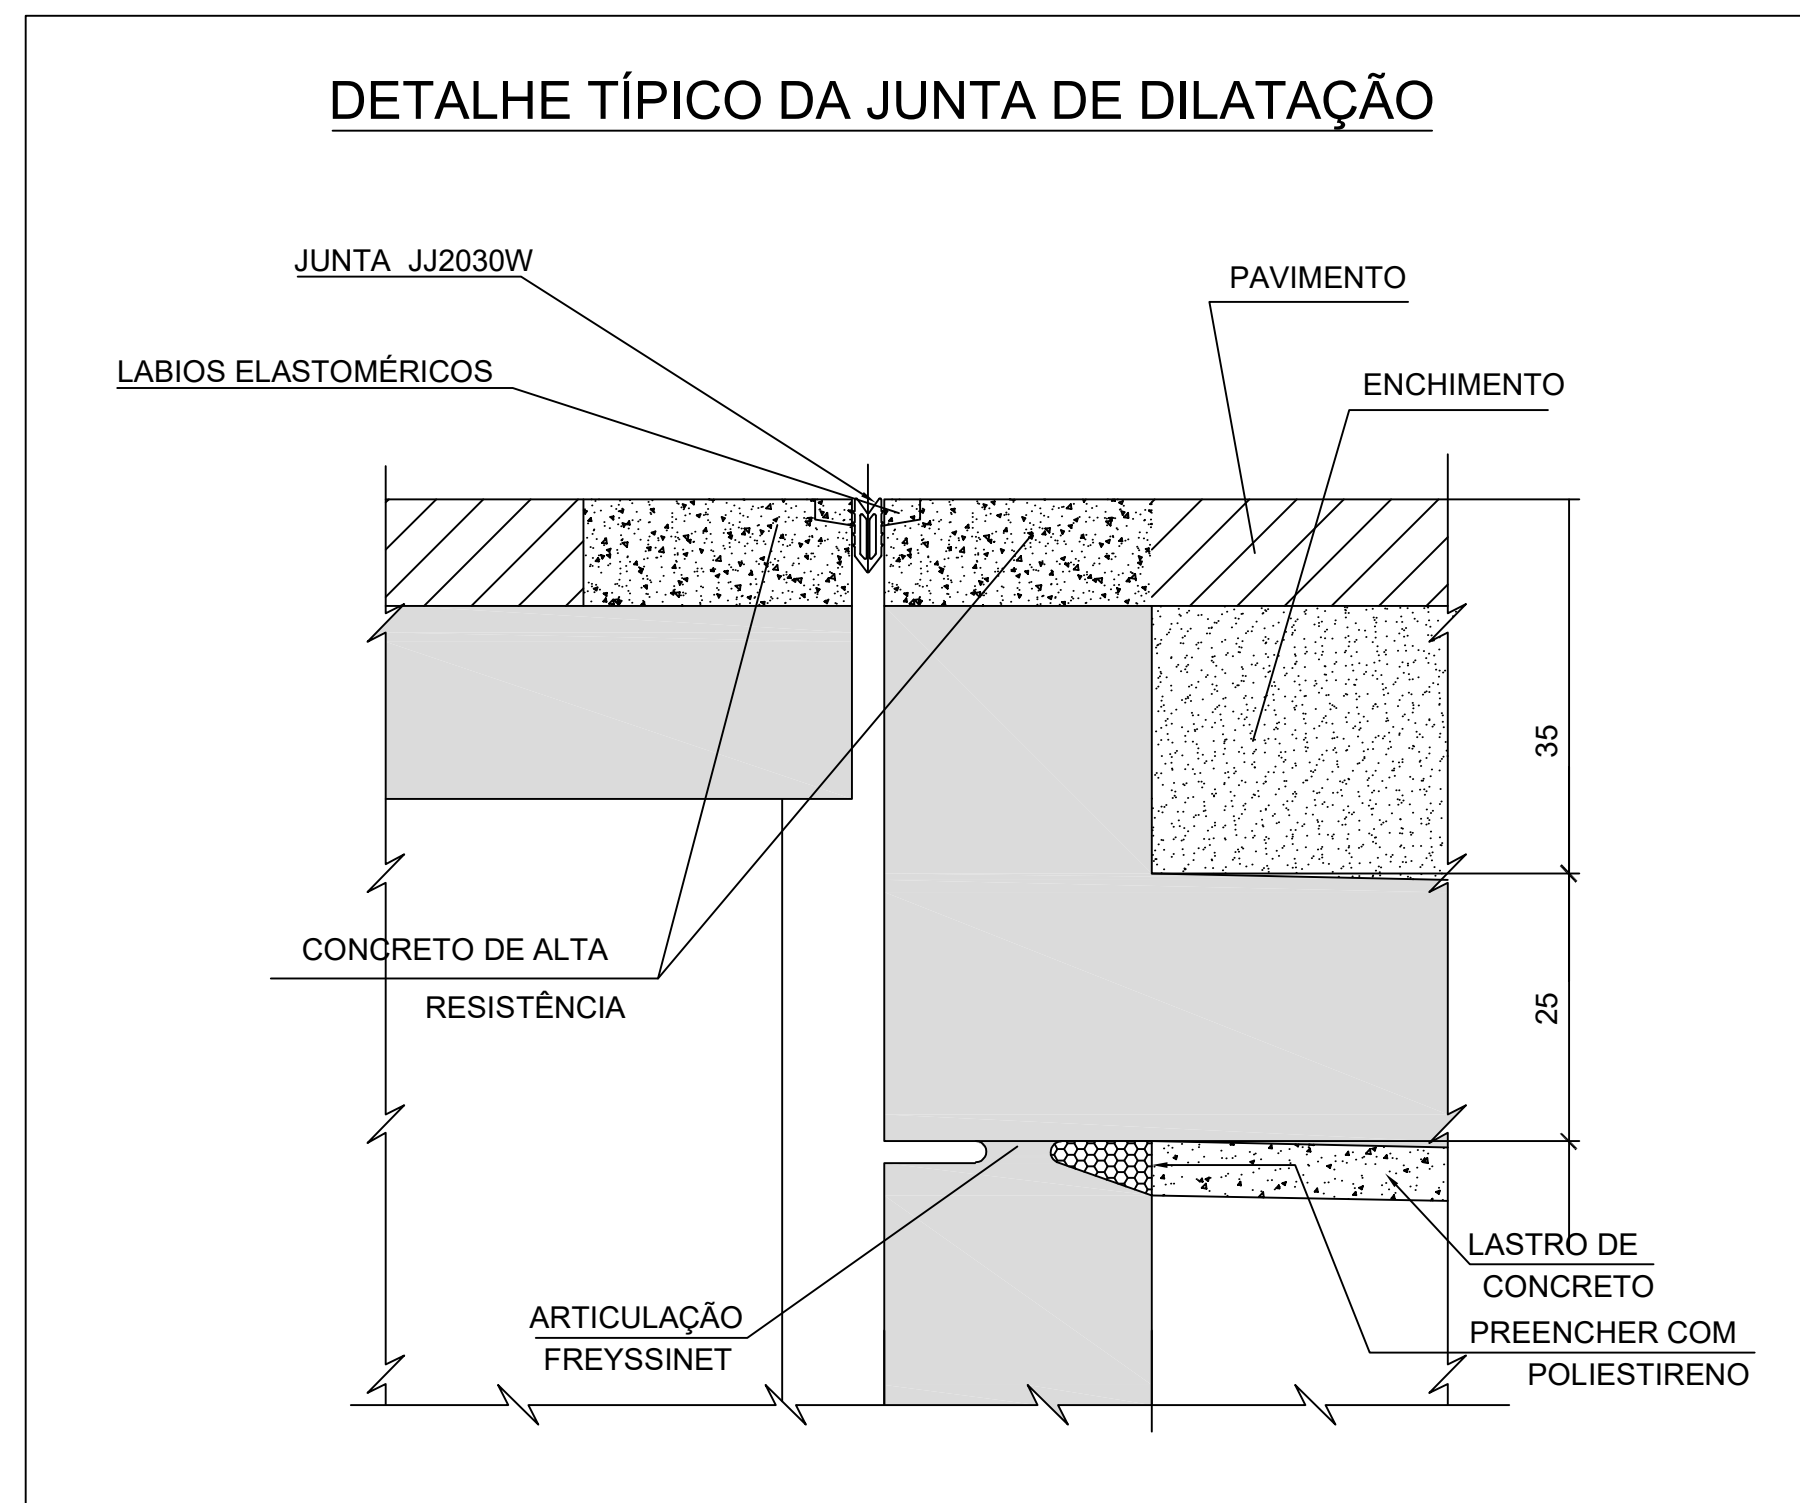 DETALHE TÍPICO DA JUNTA DE DILATAÇÃO
JUNTA JJ2030W
PAVIMENTO
LABIOS ELASTOMÉRICOS
ENCHIMENTO
35
CONCRETO DE ALTA
RESISTÊNCIA
25
LASTRO DE
CONCRETO
ARTICULAÇÃO
FREYSSINET
PREENCHER COM
POLIESTIRENO